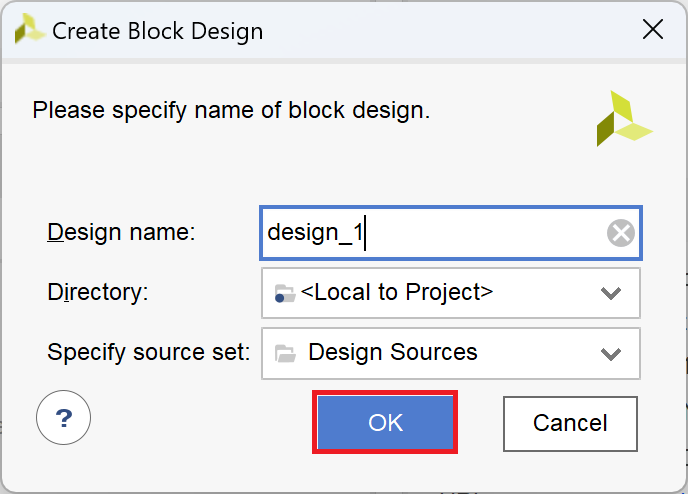 Create Block Design
Please specify name of block design.
Design name: design_1
Directory: <Local to Project>
Specify source set: Design Sources
? OK Cancel